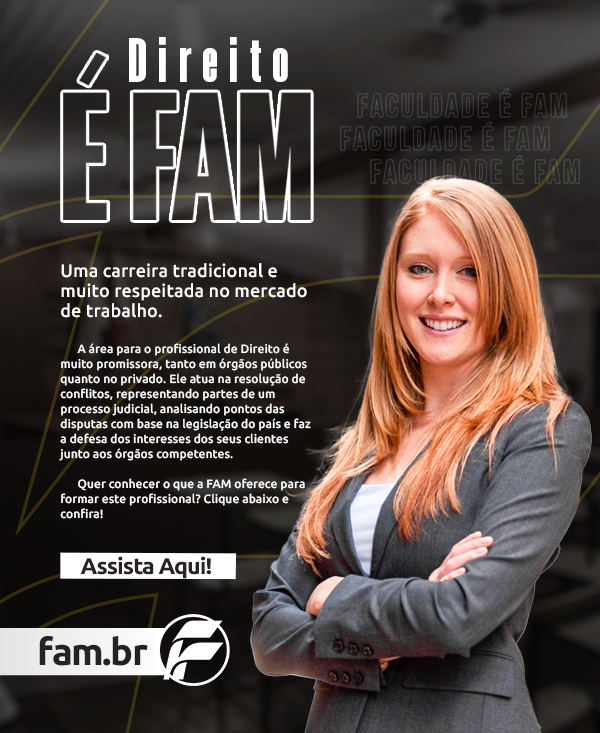 Direito
É FAM
FACULDADE É FAM
FACULDADE É FAM
FACULDADE É FAM
Uma carreira tradicional e
muito respeitada no mercado
de trabalho.
A área para o profissional de Direito é
muito promissora, tanto em órgãos públicos
quanto no privado. Ele atua na resolução de
conflitos, representando partes de um
processo judicial, analisando pontos das
disputas com base na legislação do país e faz
a defesa dos interesses dos seus clientes
junto aos órgãos competentes.
Quer conhecer o que a FAM oferece para
formar este profissional? Clique abaixo e
confira!
Assista Aqui!
fam.br